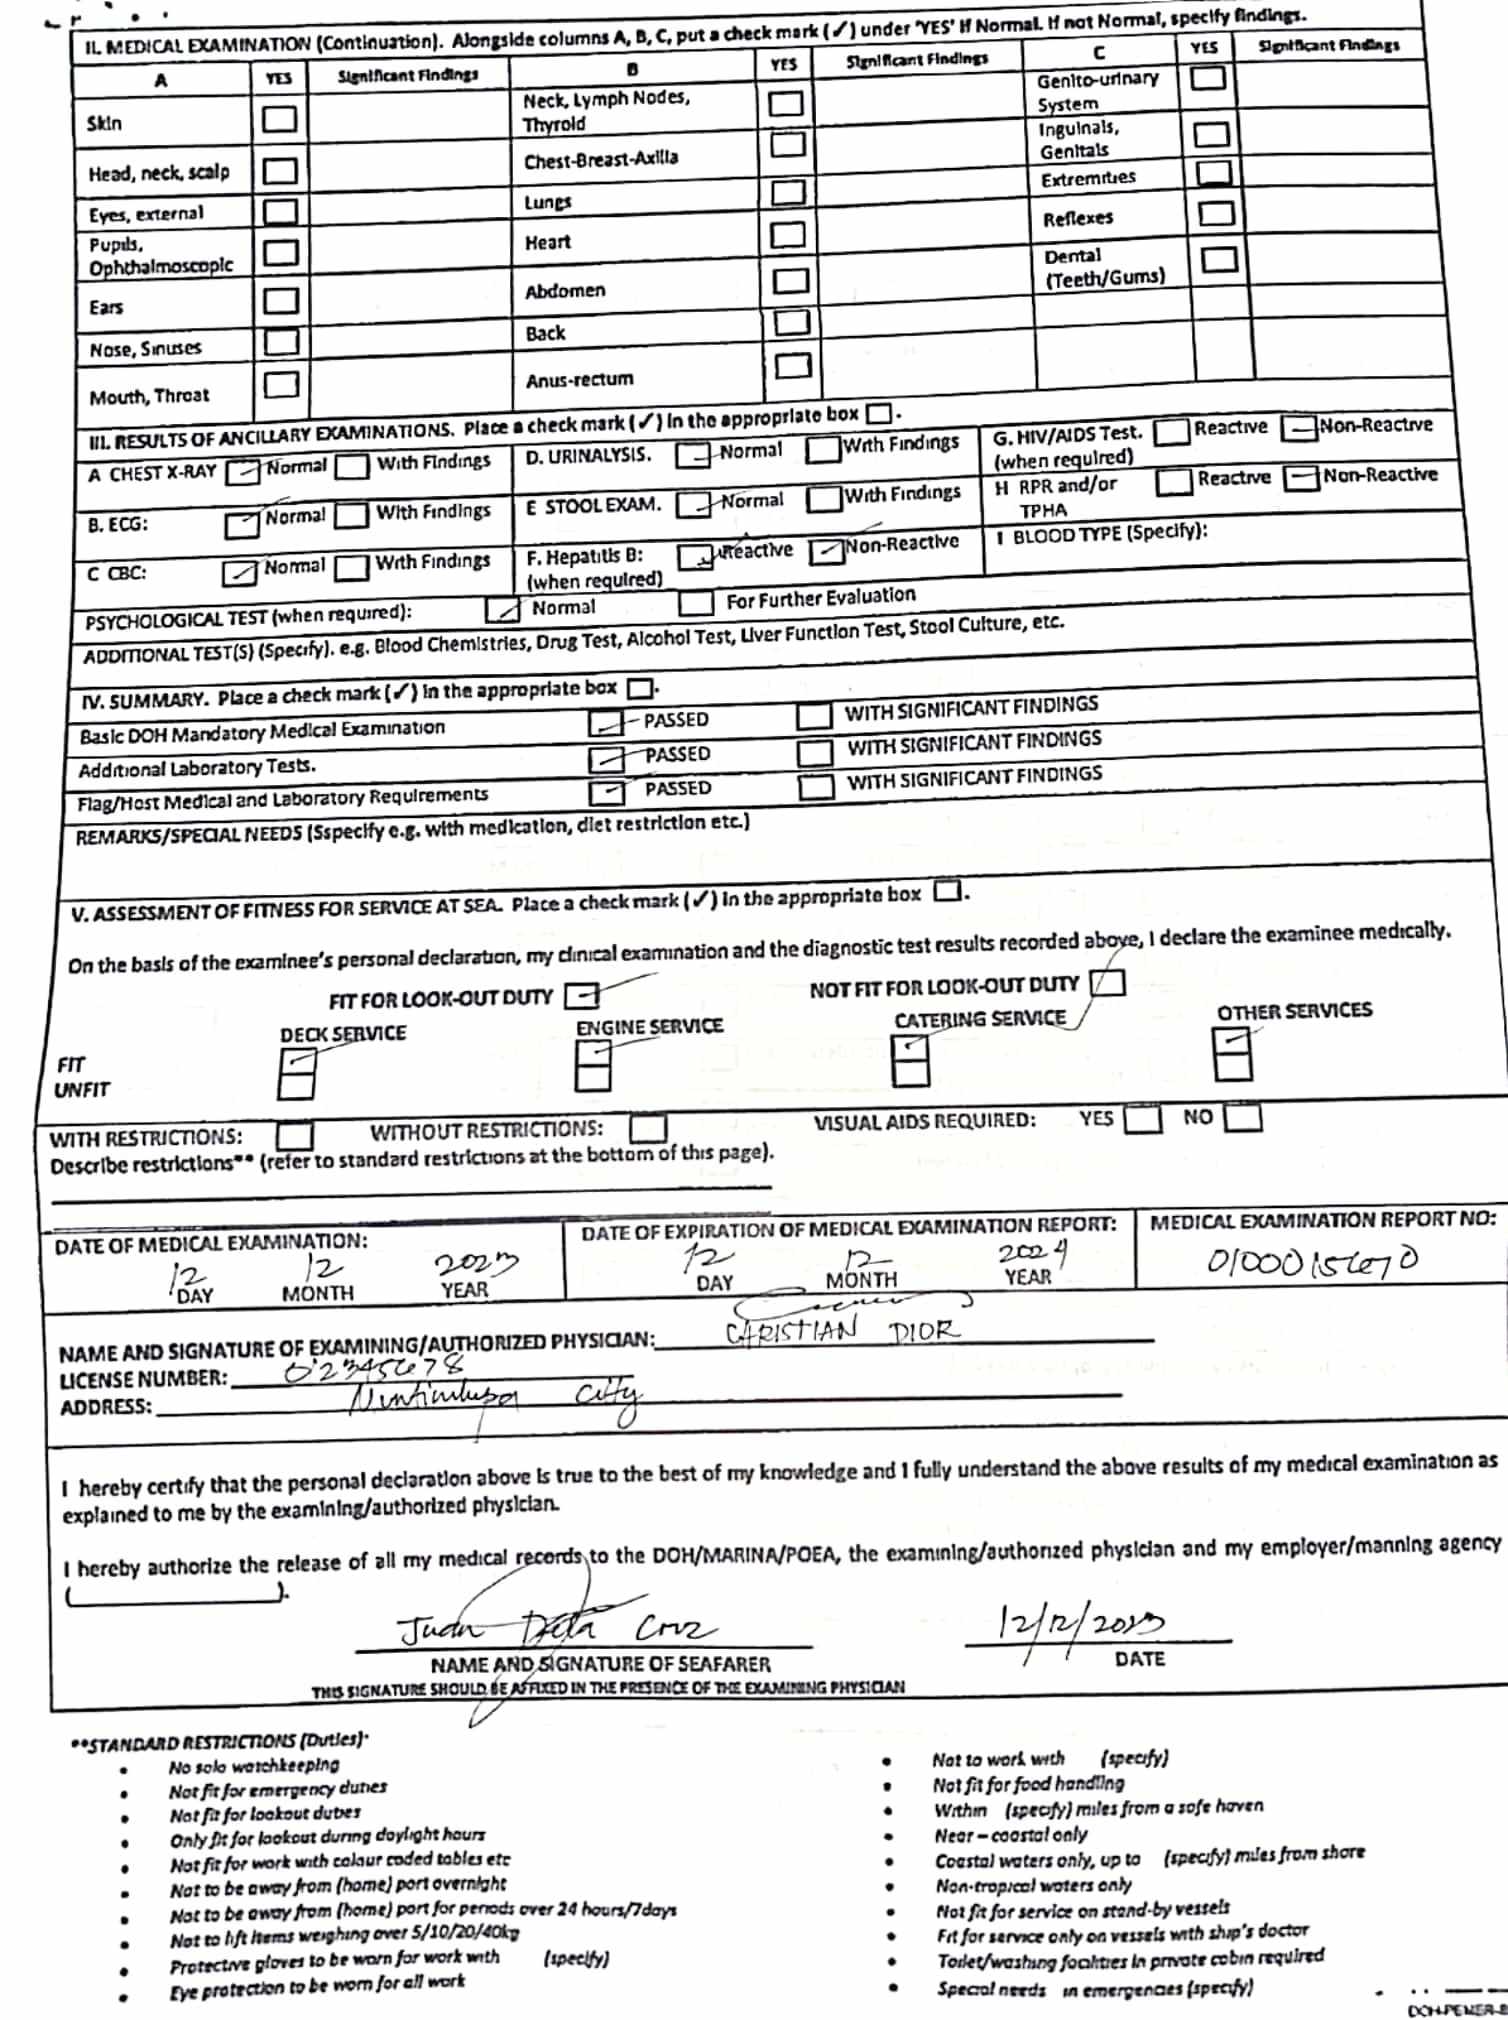 II. MEDICAL EXAMINATION (Continuation). Alongside columns A, B, C, put a check mark (✓) under 'YES' if Normal. If not Normal, specify findings.
A YES Significant Findings B YES Significant Findings C YES Significant Findings
Skin Neck, Lymph Nodes, Thyroid Genito-urinary System
Head, neck, scalp Chest-Breast-Axilla Inguinals, Genitals
Eyes, external Lungs Extremities
Pupils, Ophthalmoscopic Heart Reflexes
Ears Abdomen Dental (Teeth/Gums)
Nose, Sinuses Back
Mouth, Throat Anus-rectum
III. RESULTS OF ANCILLARY EXAMINATIONS. Place a check mark (✓) in the appropriate box ☐.
A CHEST X-RAY ☑ Normal ☐ With Findings D. URINALYSIS. ☑ Normal ☐ With Findings G. HIV/AIDS Test. (when required) ☐ Reactive ☑ Non-Reactive
B. ECG: ☑ Normal ☐ With Findings E STOOL EXAM. ☑ Normal ☐ With Findings H RPR and/or TPHA ☐ Reactive ☑ Non-Reactive
C CBC: ☑ Normal ☐ With Findings F. Hepatitis B: (when required) ☑ Reactive ☑ Non-Reactive I BLOOD TYPE (Specify):
PSYCHOLOGICAL TEST (when required): ☑ Normal ☐ For Further Evaluation
ADDITIONAL TEST(S) (Specify). e.g. Blood Chemistries, Drug Test, Alcohol Test, Liver Function Test, Stool Culture, etc.
IV. SUMMARY. Place a check mark (✓) in the appropriate box ☐.
Basic DOH Mandatory Medical Examination ☑ PASSED ☐ WITH SIGNIFICANT FINDINGS
Additional Laboratory Tests. ☑ PASSED ☐ WITH SIGNIFICANT FINDINGS
Flag/Host Medical and Laboratory Requirements ☑ PASSED ☐ WITH SIGNIFICANT FINDINGS
REMARKS/SPECIAL NEEDS (Sspecify e.g. with medication, diet restriction etc.)
V. ASSESSMENT OF FITNESS FOR SERVICE AT SEA. Place a check mark (✓) in the appropriate box ☐.
On the basis of the examinee's personal declaration, my clinical examination and the diagnostic test results recorded above, I declare the examinee medically.
FIT FOR LOOK-OUT DUTY ☑ NOT FIT FOR LOOK-OUT DUTY ☐
DECK SERVICE ENGINE SERVICE CATERING SERVICE OTHER SERVICES
FIT ☑ ☑ ☑ ☑
UNFIT ☐ ☐ ☐ ☐
WITH RESTRICTIONS: ☐ WITHOUT RESTRICTIONS: ☐ VISUAL AIDS REQUIRED: YES ☐ NO ☐
Describe restrictions** (refer to standard restrictions at the bottom of this page).
DATE OF MEDICAL EXAMINATION: DATE OF EXPIRATION OF MEDICAL EXAMINATION REPORT: MEDICAL EXAMINATION REPORT NO:
12 12 2023 12 12 2024 0100015670
DAY MONTH YEAR DAY MONTH YEAR
NAME AND SIGNATURE OF EXAMINING/AUTHORIZED PHYSICIAN: CHRISTIAN DIOR
LICENSE NUMBER: 02345678
ADDRESS: Muntinlupa City
I hereby certify that the personal declaration above is true to the best of my knowledge and I fully understand the above results of my medical examination as
explained to me by the examining/authorized physician.
I hereby authorize the release of all my medical records to the DOH/MARINA/POEA, the examining/authorized physician and my employer/manning agency
( ).
Juan Dela Cruz 12/12/2023
NAME AND SIGNATURE OF SEAFARER DATE
THIS SIGNATURE SHOULD BE AFFIXED IN THE PRESENCE OF THE EXAMINING PHYSICIAN
**STANDARD RESTRICTIONS (Duties)*
• No solo watchkeeping
• Not fit for emergency duties
• Not fit for lookout duties
• Only fit for lookout during daylight hours
• Not fit for work with colour coded tables etc
• Not to be away from (home) port overnight
• Not to be away from (home) port for periods over 24 hours/7days
• Not to lift items weighing over 5/10/20/40kg
• Protective gloves to be worn for work with (specify)
• Eye protection to be worn for all work
• Not to work with (specify)
• Not fit for food handling
• Within (specify) miles from a safe haven
• Near – coastal only
• Coastal waters only, up to (specify) miles from shore
• Non-tropical waters only
• Not fit for service on stand-by vessels
• Fit for service only on vessels with ship's doctor
• Toilet/washing facilities in private cabin required
• Special needs in emergencies (specify)